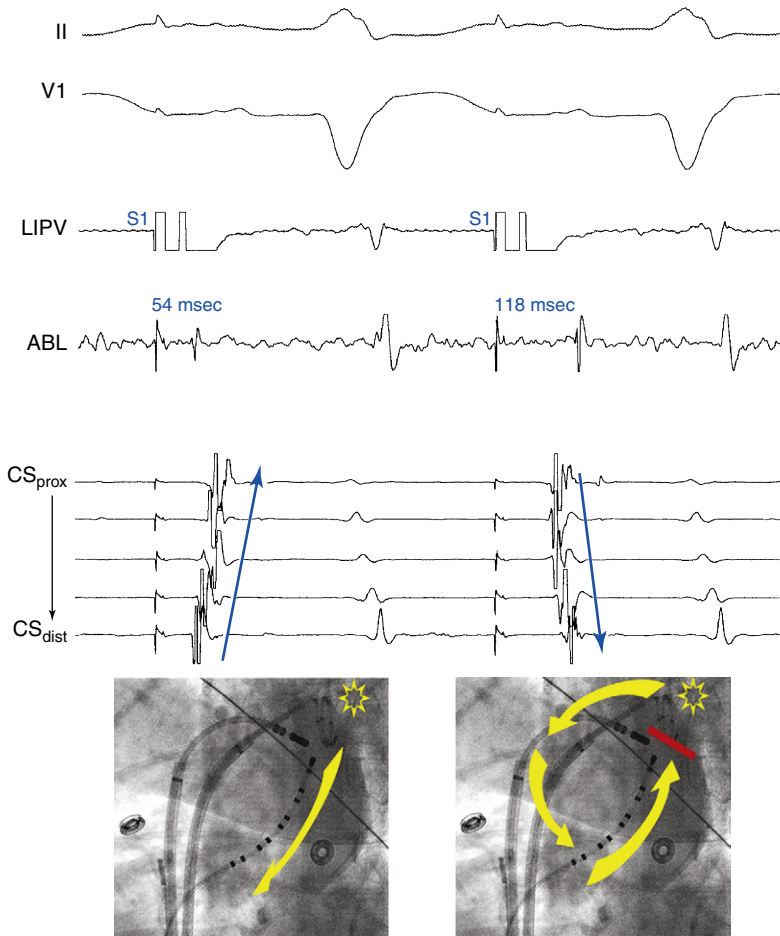 II
V1
LIPV
S1
S1
54 msec
118 msec
ABL
CSprox
CSdist